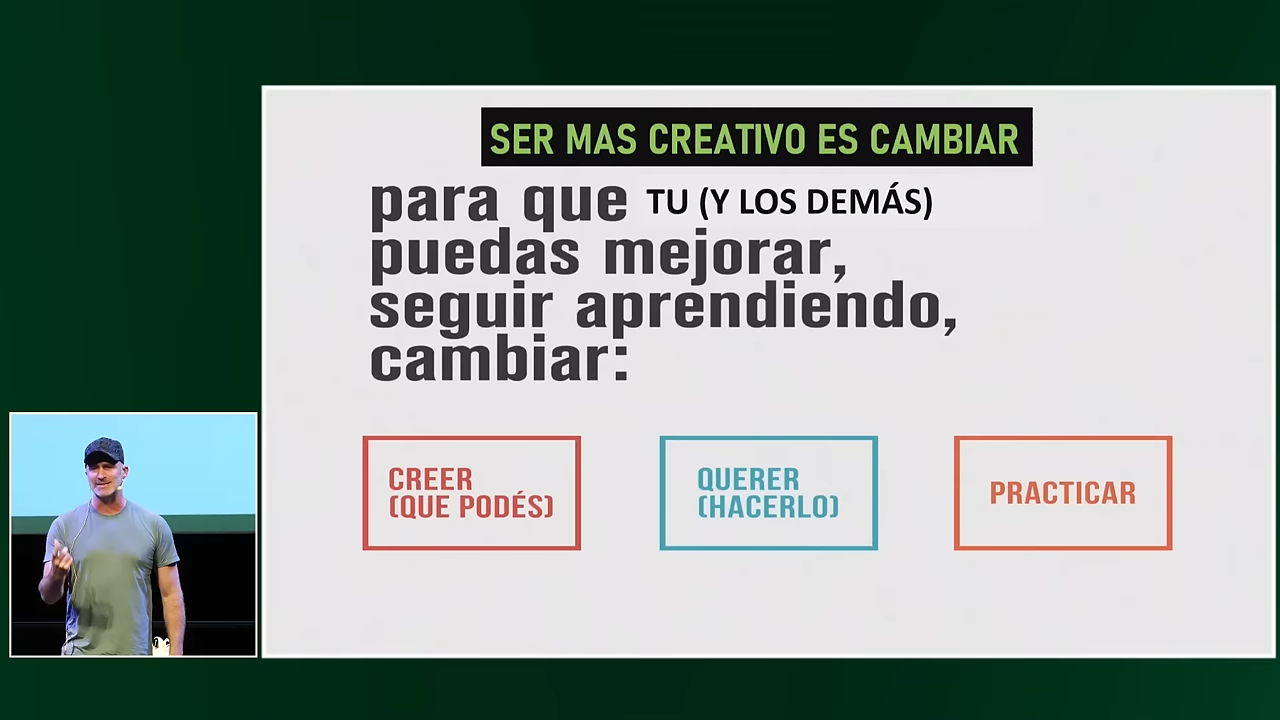 SER MAS CREATIVO ES CAMBIAR
para que TU (Y LOS DEMÁS)
puedas mejorar,
seguir aprendiendo,
cambiar:
CREER
(QUE PODÉS)
QUERER
(HACERLO)
PRACTICAR